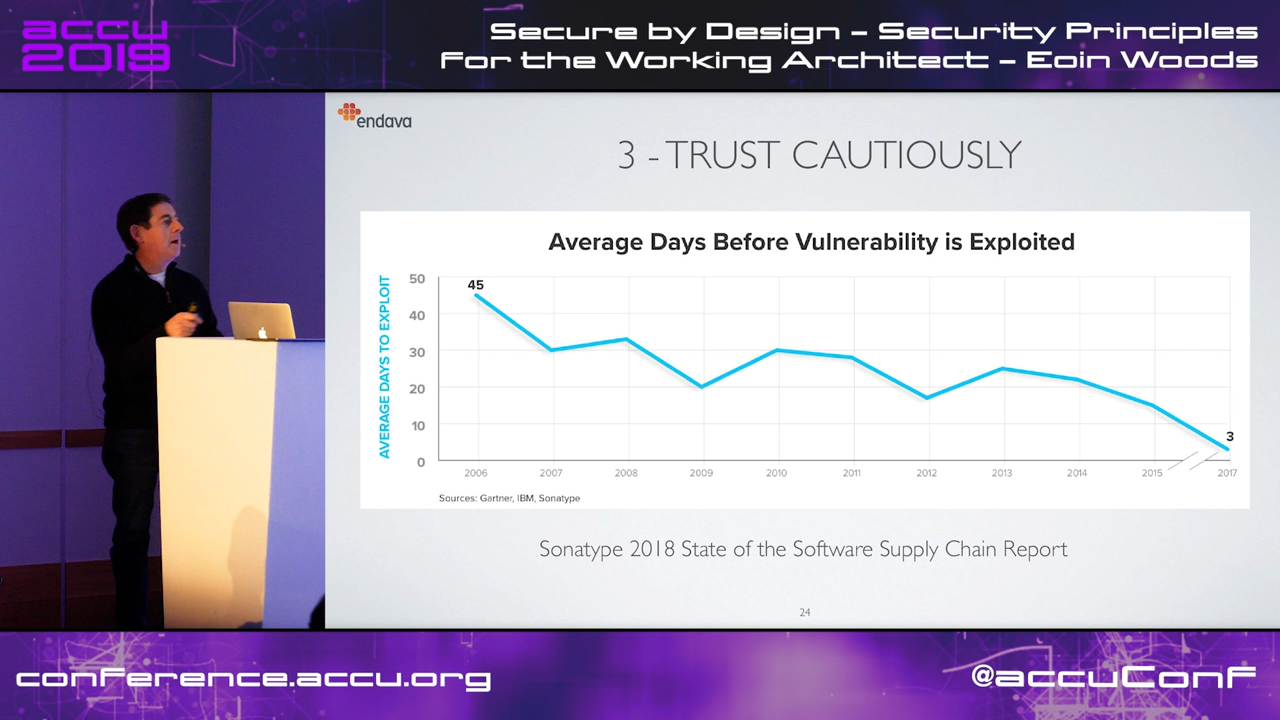 accu
2019
Secure by Design – Security Principles
for the Working Architect – Eoin Woods
endava
3 - TRUST CAUTIOUSLY
Average Days Before Vulnerability is Exploited
AVERAGE DAYS TO EXPLOIT
50
40
30
20
10
0
45
3
2006 2007 2008 2009 2010 2011 2012 2013 2014 2015 2017
Sources: Gartner, IBM, Sonatype
Sonatype 2018 State of the Software Supply Chain Report
24
conference.accu.org
@accuConf